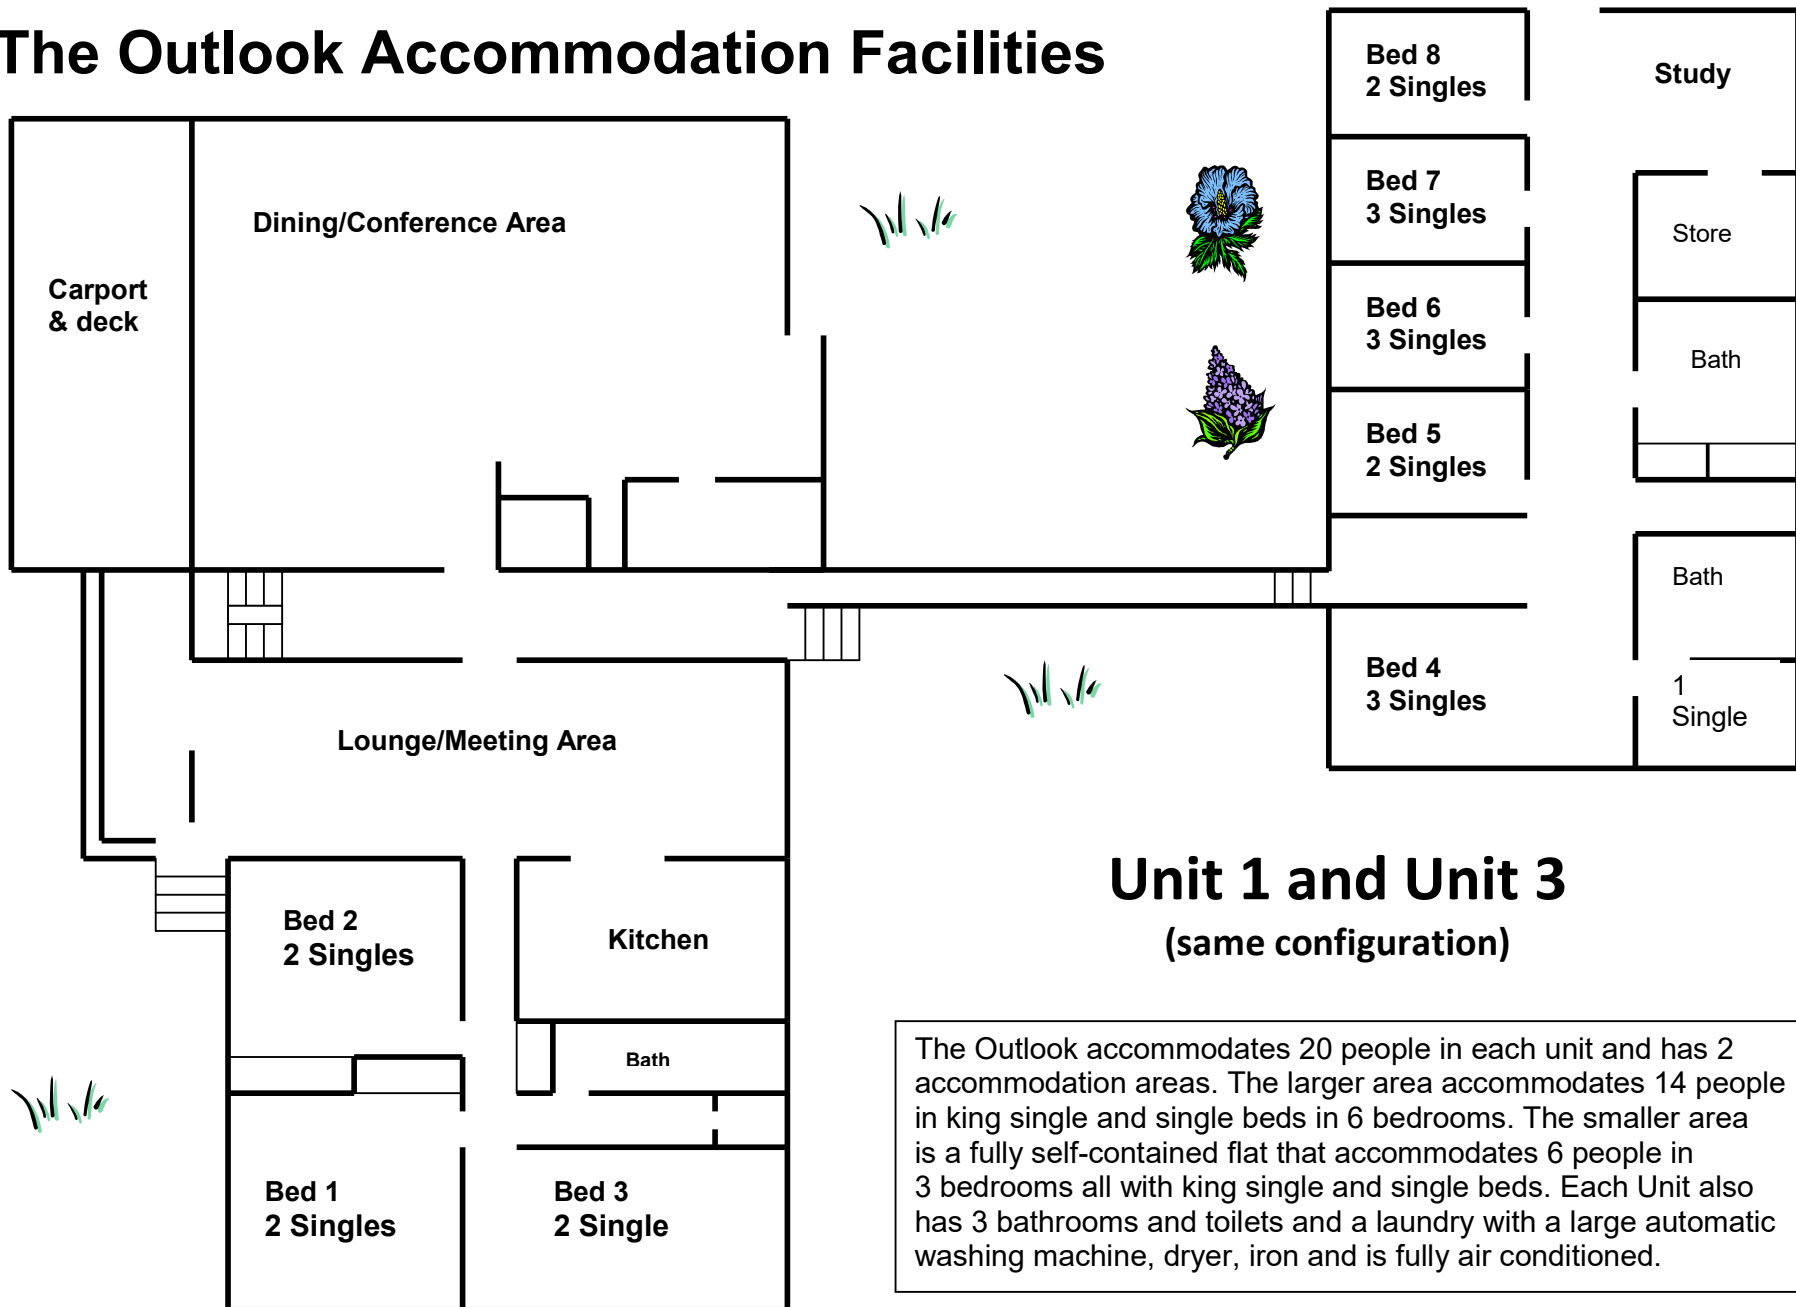 The Outlook Accommodation Facilities
Bed 8
2 Singles
Study
Bed 7
3 Singles
Store
Dining/Conference Area
Carport
& deck
Bed 6
3 Singles
Bath
Bed 5
2 Singles
Bath
Bed 4
3 Singles
1
Single
Lounge/Meeting Area
Bed 2
2 Singles
Kitchen
Bath
Bed 1
2 Singles
Bed 3
2 Single
Unit 1 and Unit 3
(same configuration)
The Outlook accommodates 20 people in each unit and has 2
accommodation areas. The larger area accommodates 14 people
in king single and single beds in 6 bedrooms. The smaller area
is a fully self-contained flat that accommodates 6 people in
3 bedrooms all with king single and single beds. Each Unit also
has 3 bathrooms and toilets and a laundry with a large automatic
washing machine, dryer, iron and is fully air conditioned.